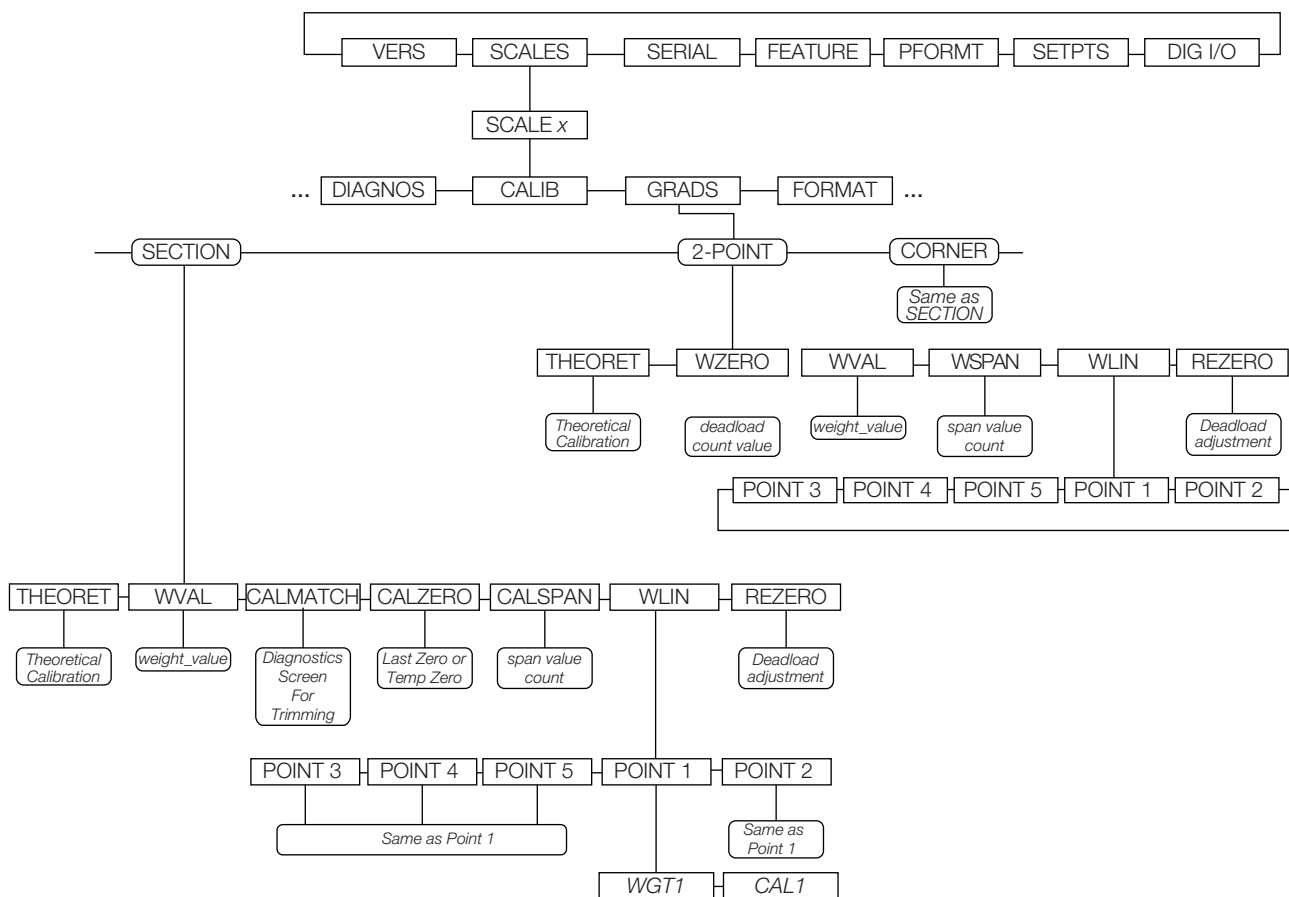 VERS SCALES SERIAL FEATURE PFORMT SETPTS DIG I/O
SCALE x
... DIAGNOS CALIB GRADS FORMAT ...
SECTION 2-POINT CORNER
Same as
SECTION
THEORET WZERO WVAL WSPAN WLIN REZERO
Theoretical
Calibration
deadload
count value
weight_value
span value
count
Deadload
adjustment
POINT 3 POINT 4 POINT 5 POINT 1 POINT 2
THEORET WVAL CALMATCH CALZERO CALSPAN WLIN REZERO
Theoretical
Calibration
weight_value
Diagnostics
Screen
For
Trimming
Last Zero or
Temp Zero
span value
count
Deadload
adjustment
POINT 3 POINT 4 POINT 5 POINT 1 POINT 2
Same as Point 1
Same as
Point 1
WGT1 CAL1